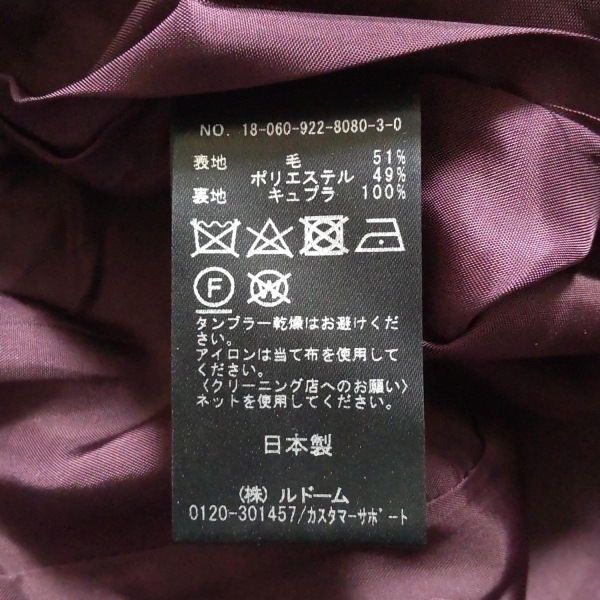 NO. 18-060-922-8080-3-0
表地 毛 51%
ポリエステル 49%
裏地 キュプラ 100%
F W
タンブラー乾燥はお避けくだ
さい。
アイロンは当て布を使用して
ください。
〈クリーニング店へのお願い〉
ネットを使用してください。
日本製
(株) ルドーム
0120-301457/カスタマーサポート